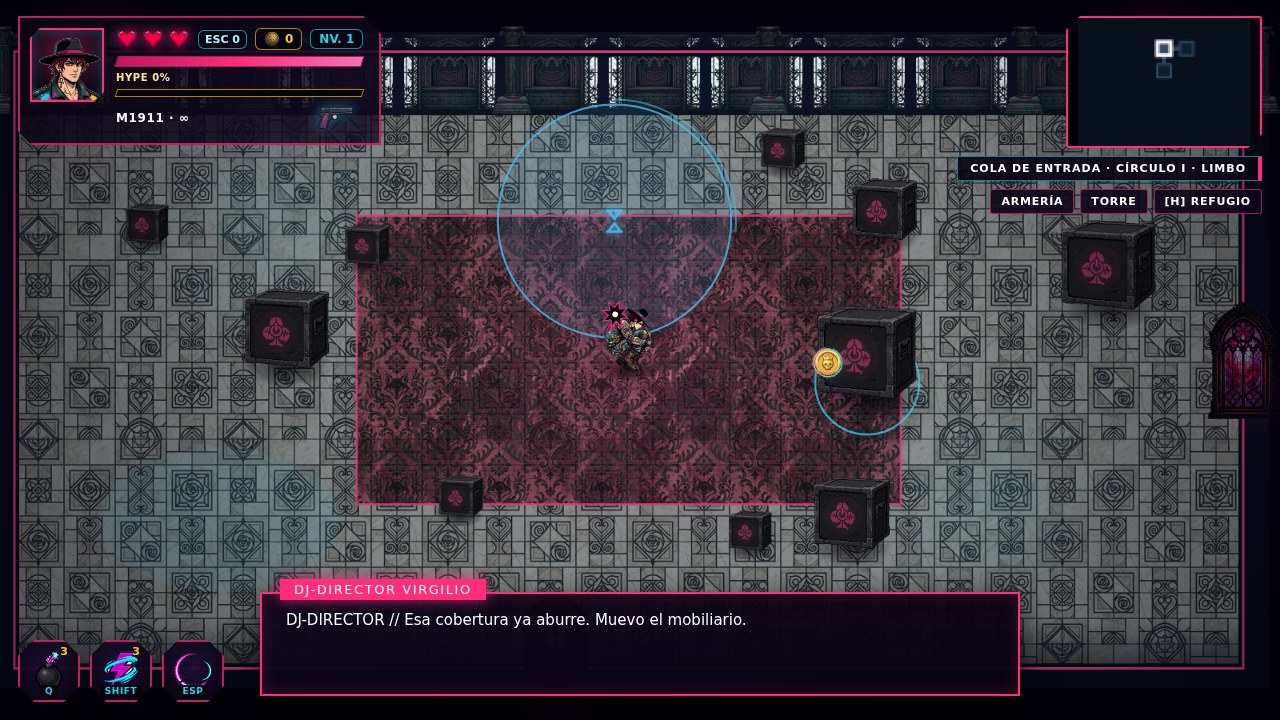 ESC 0
0
NV. 1
HYPE 0%
M1911 · ∞
COLA DE ENTRADA · CÍRCULO I · LIMBO
ARMERÍA
TORRE
[H] REFUGIO
DJ-DIRECTOR VIRGILIO
DJ-DIRECTOR // Esa cobertura ya aburre. Muevo el mobiliario.
3
Q
3
SHIFT
ESP